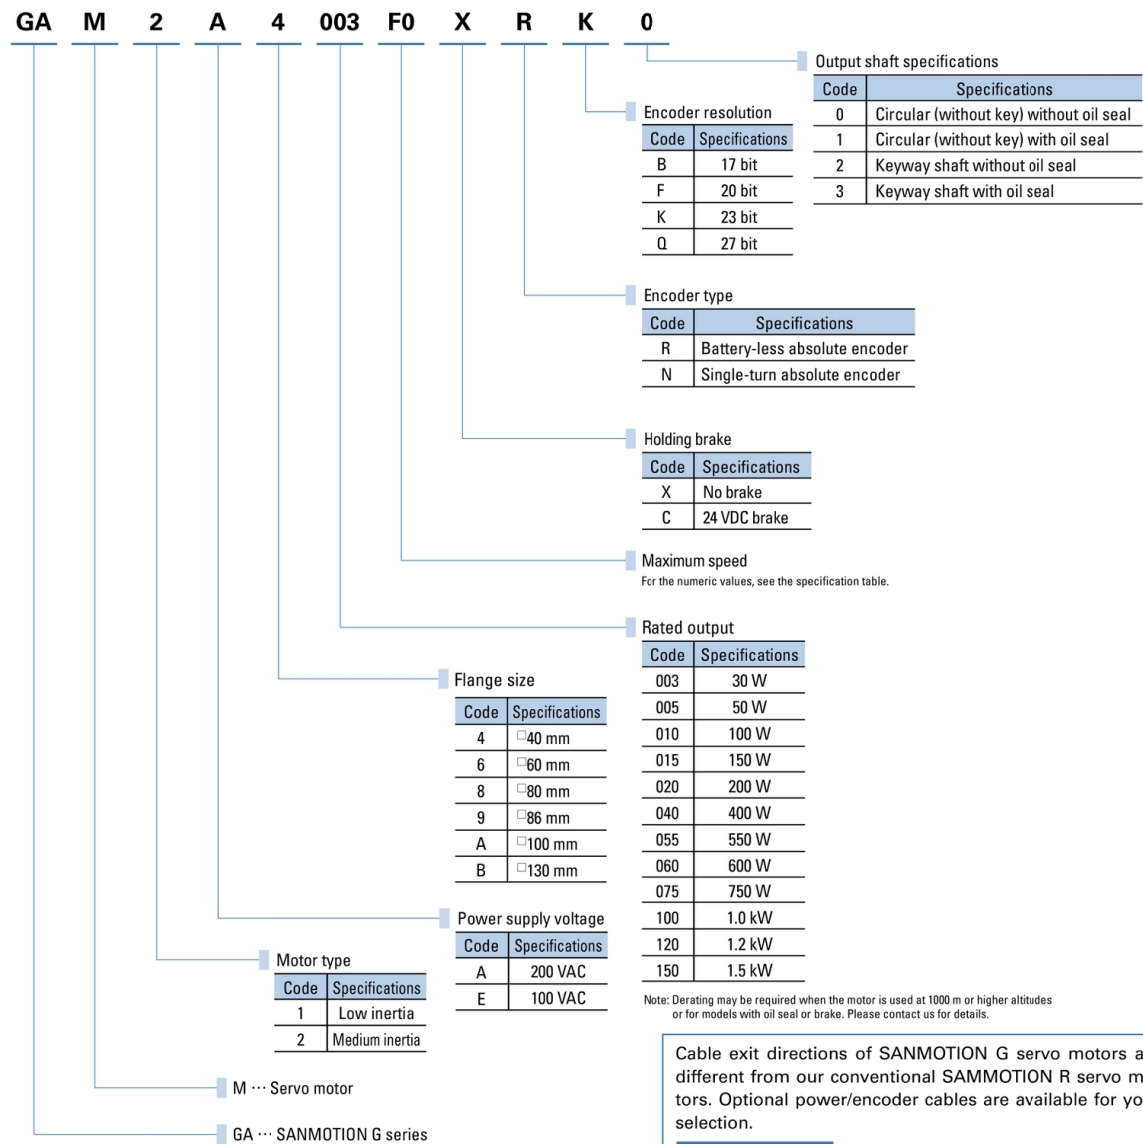 GA M 2 A 4 003 F0 X R K 0
Output shaft specifications
Code Specifications
0 Circular (without key) without oil seal
1 Circular (without key) with oil seal
2 Keyway shaft without oil seal
3 Keyway shaft with oil seal
Encoder resolution
Code Specifications
B 17 bit
F 20 bit
K 23 bit
Q 27 bit
Encoder type
Code Specifications
R Battery-less absolute encoder
N Single-turn absolute encoder
Holding brake
Code Specifications
X No brake
C 24 VDC brake
Maximum speed
For the numeric values, see the specification table.
Rated output
Code Specifications
003 30 W
005 50 W
010 100 W
015 150 W
020 200 W
040 400 W
055 550 W
060 600 W
075 750 W
100 1.0 kW
120 1.2 kW
150 1.5 kW
Note: Derating may be required when the motor is used at 1000 m or higher altitudes
or for models with oil seal or brake. Please contact us for details.
Flange size
Code Specifications
4 □40 mm
6 □60 mm
8 □80 mm
9 □86 mm
A □100 mm
B □130 mm
Power supply voltage
Code Specifications
A 200 VAC
E 100 VAC
Motor type
Code Specifications
1 Low inertia
2 Medium inertia
M ··· Servo motor
GA ··· SANMOTION G series
Cable exit directions of SANMOTION G servo motors a
different from our conventional SAMMOTION R servo m
tors. Optional power/encoder cables are available for yo
selection.